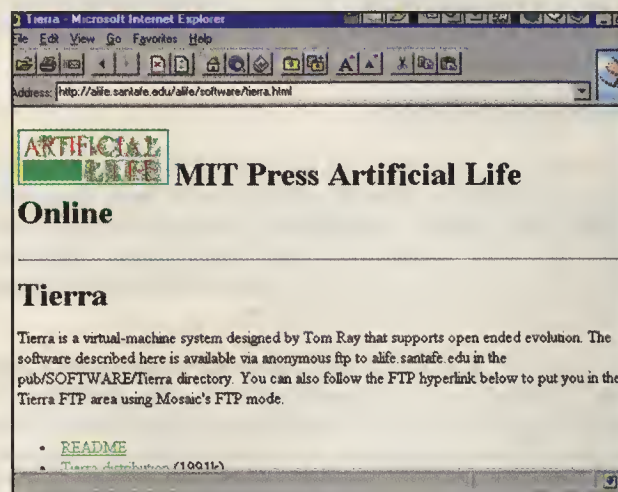 Tierra - Microsoft Internet Explorer
File Edit View Go Favorites Help
Address: http://alife.santafe.edu/alife/software/tierra.html
ARTIFICIAL
LIFE
MIT Press Artificial Life
Online
Tierra
Tierra is a virtual-machine system designed by Tom Ray that supports open ended evolution. The
software described here is available via anonymous ftp to alife.santafe.edu in the
pub/SOFTWARE/Tierra directory. You can also follow the FTP hyperlink below to put you in the
Tierra FTP area using Mosaic's FTP mode.
• README
• Tierra distribution (1991k)